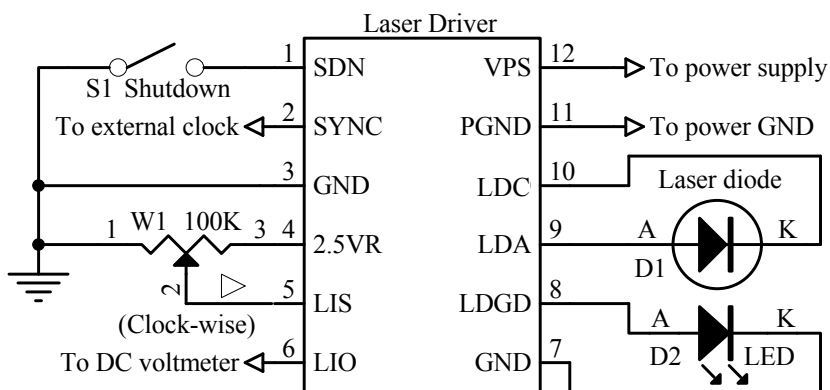 Laser Driver
1 SDN VPS 12 To power supply
S1 Shutdown
To external clock 2 SYNC PGND 11 To power GND
3 GND LDC 10 Laser diode
1 W1 100K 3 4 2.5VR LDA 9 A K
D1
2 5 LIS LDGD 8
(Clock-wise) A K
D2 LED
To DC voltmeter 6 LIO GND 7